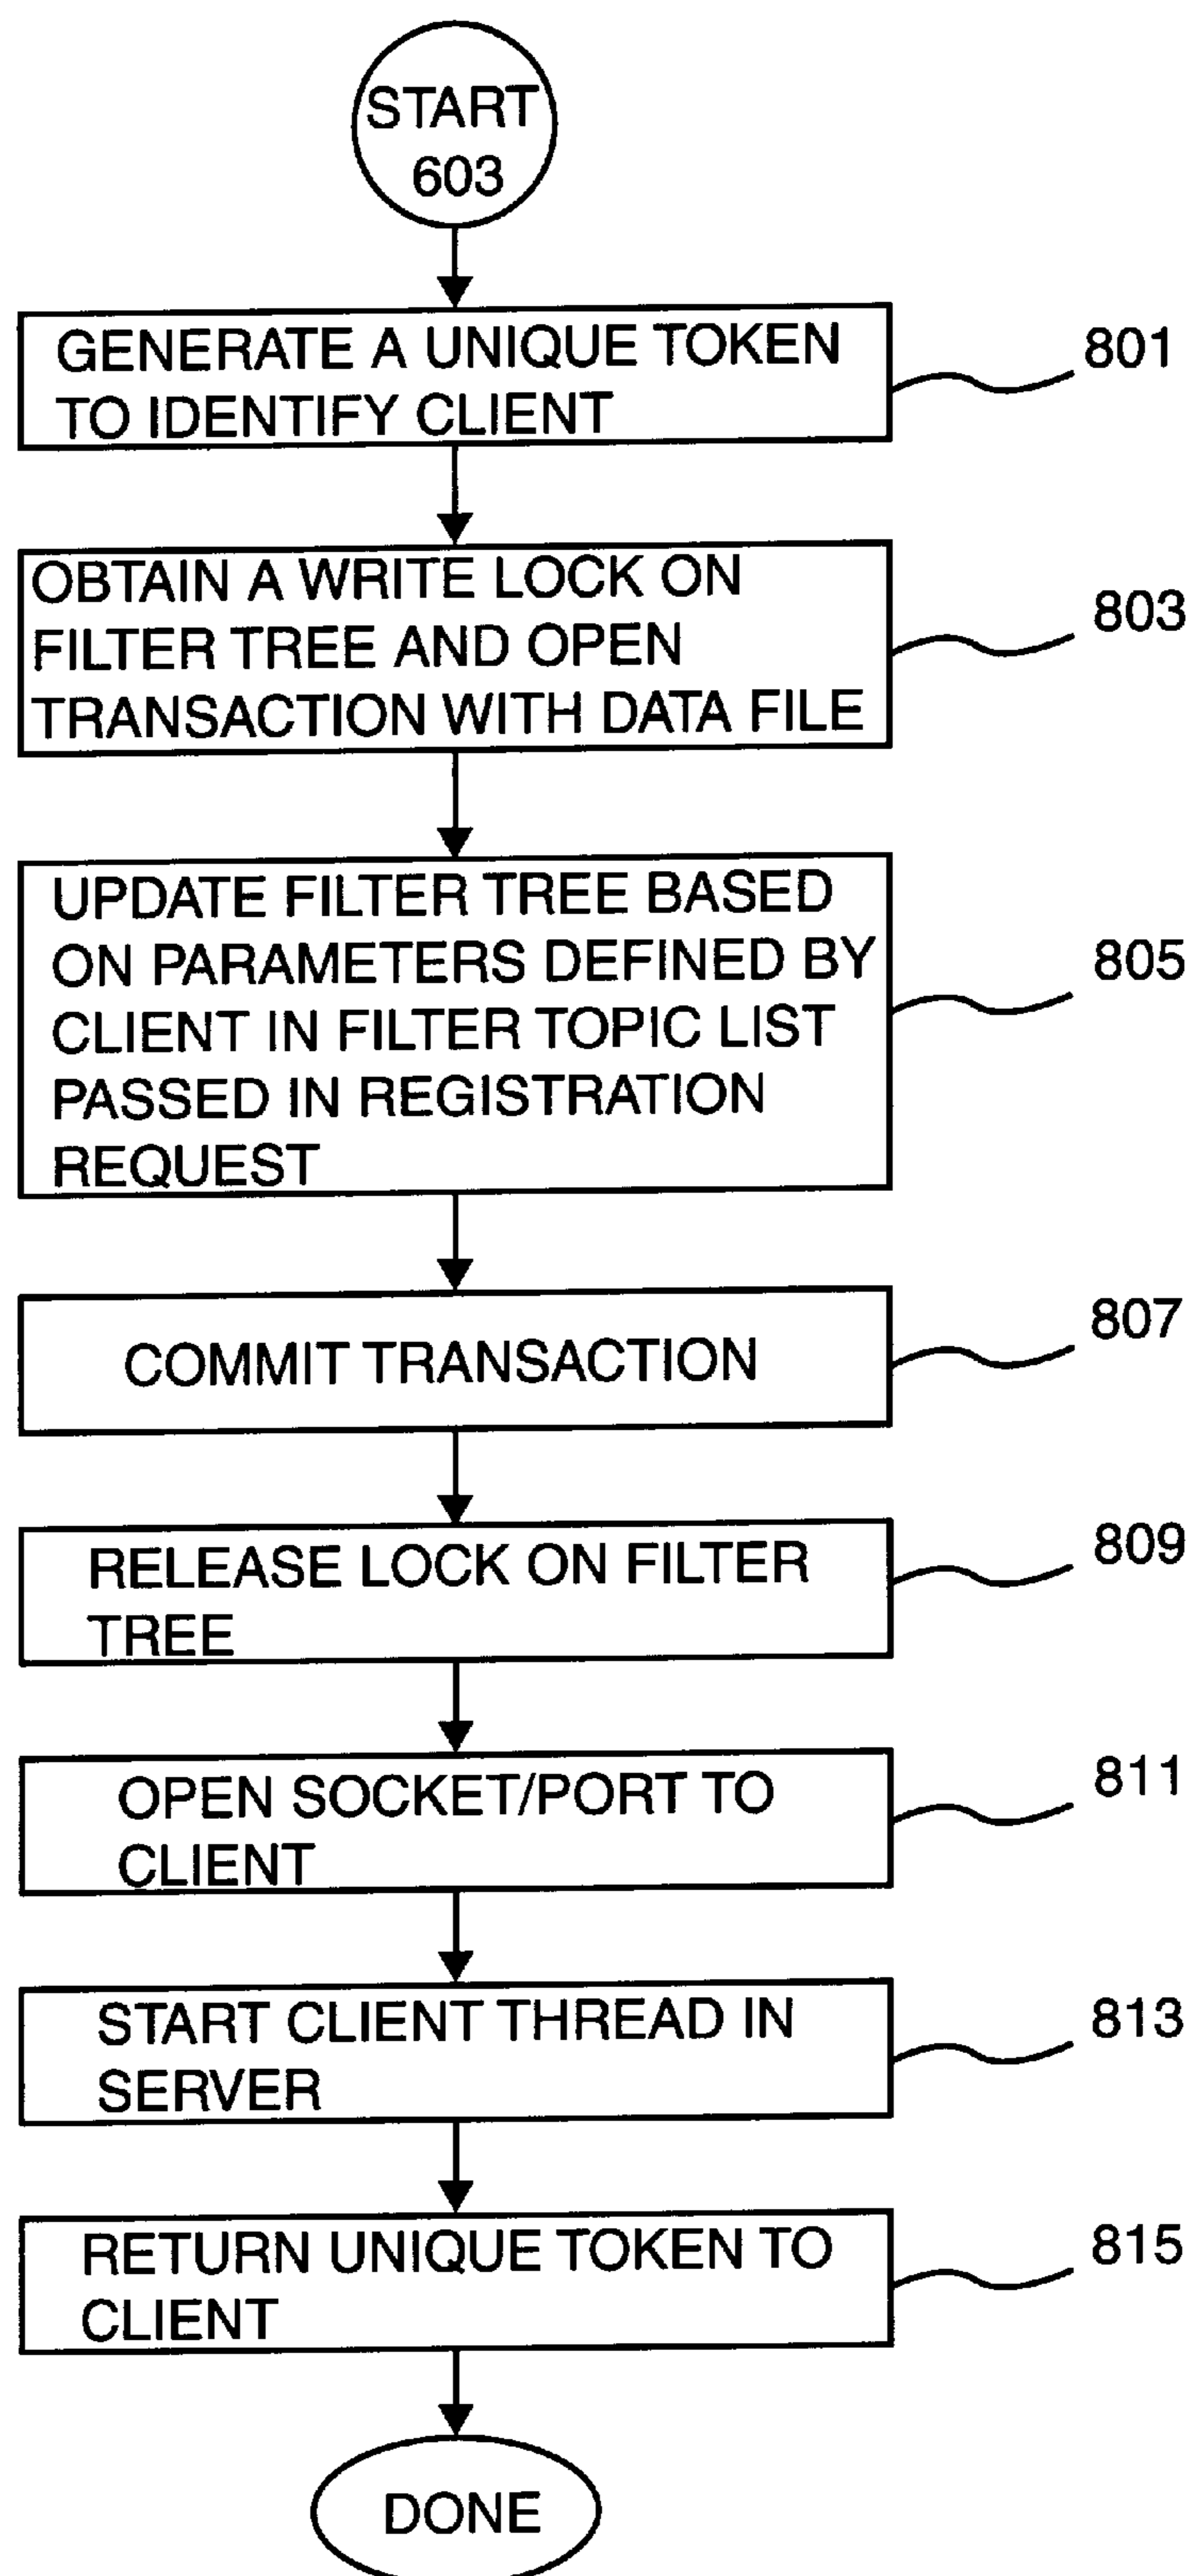 START
603
GENERATE A UNIQUE TOKEN
TO IDENTIFY CLIENT
801
OBTAIN A WRITE LOCK ON
FILTER TREE AND OPEN
TRANSACTION WITH DATA FILE
803
UPDATE FILTER TREE BASED
ON PARAMETERS DEFINED BY
CLIENT IN FILTER TOPIC LIST
PASSED IN REGISTRATION
REQUEST
805
COMMIT TRANSACTION
807
RELEASE LOCK ON FILTER
TREE
809
OPEN SOCKET/PORT TO
CLIENT
811
START CLIENT THREAD IN
SERVER
813
RETURN UNIQUE TOKEN TO
CLIENT
815
DONE